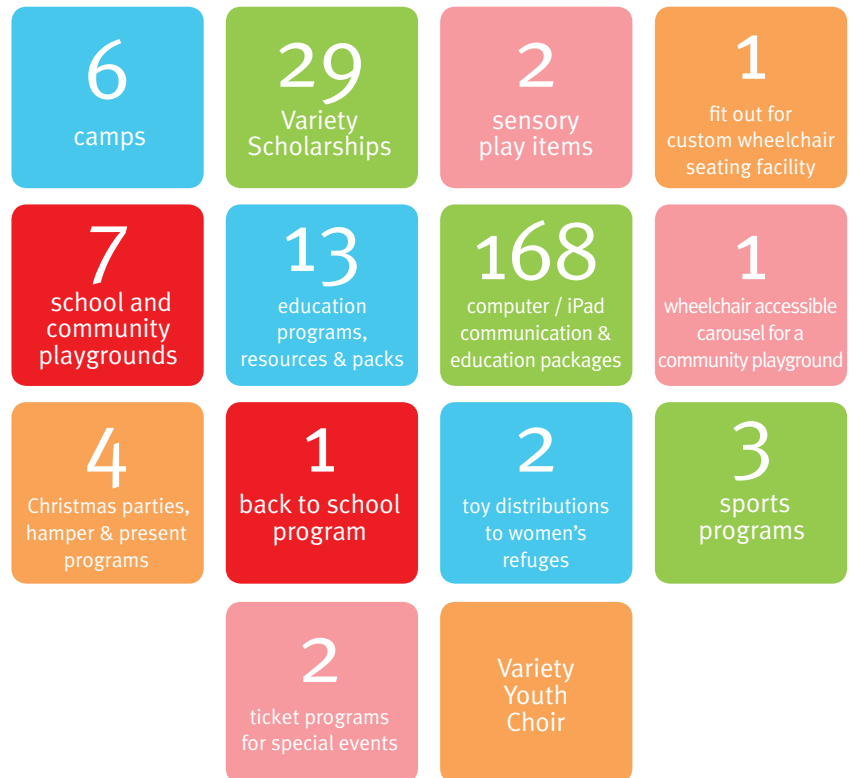 6
camps
29
Variety
Scholarships
2
sensory
play items
1
fit out for
custom wheelchair
seating facility
7
school and
community
playgrounds
13
education
programs,
resources & packs
168
computer / iPad
communication &
education packages
1
wheelchair accessible
carousel for a
community playground
4
Christmas parties,
hamper & present
programs
1
back to school
program
2
toy distributions
to women’s
refuges
3
sports
programs
2
ticket programs
for special events
Variety
Youth
Choir